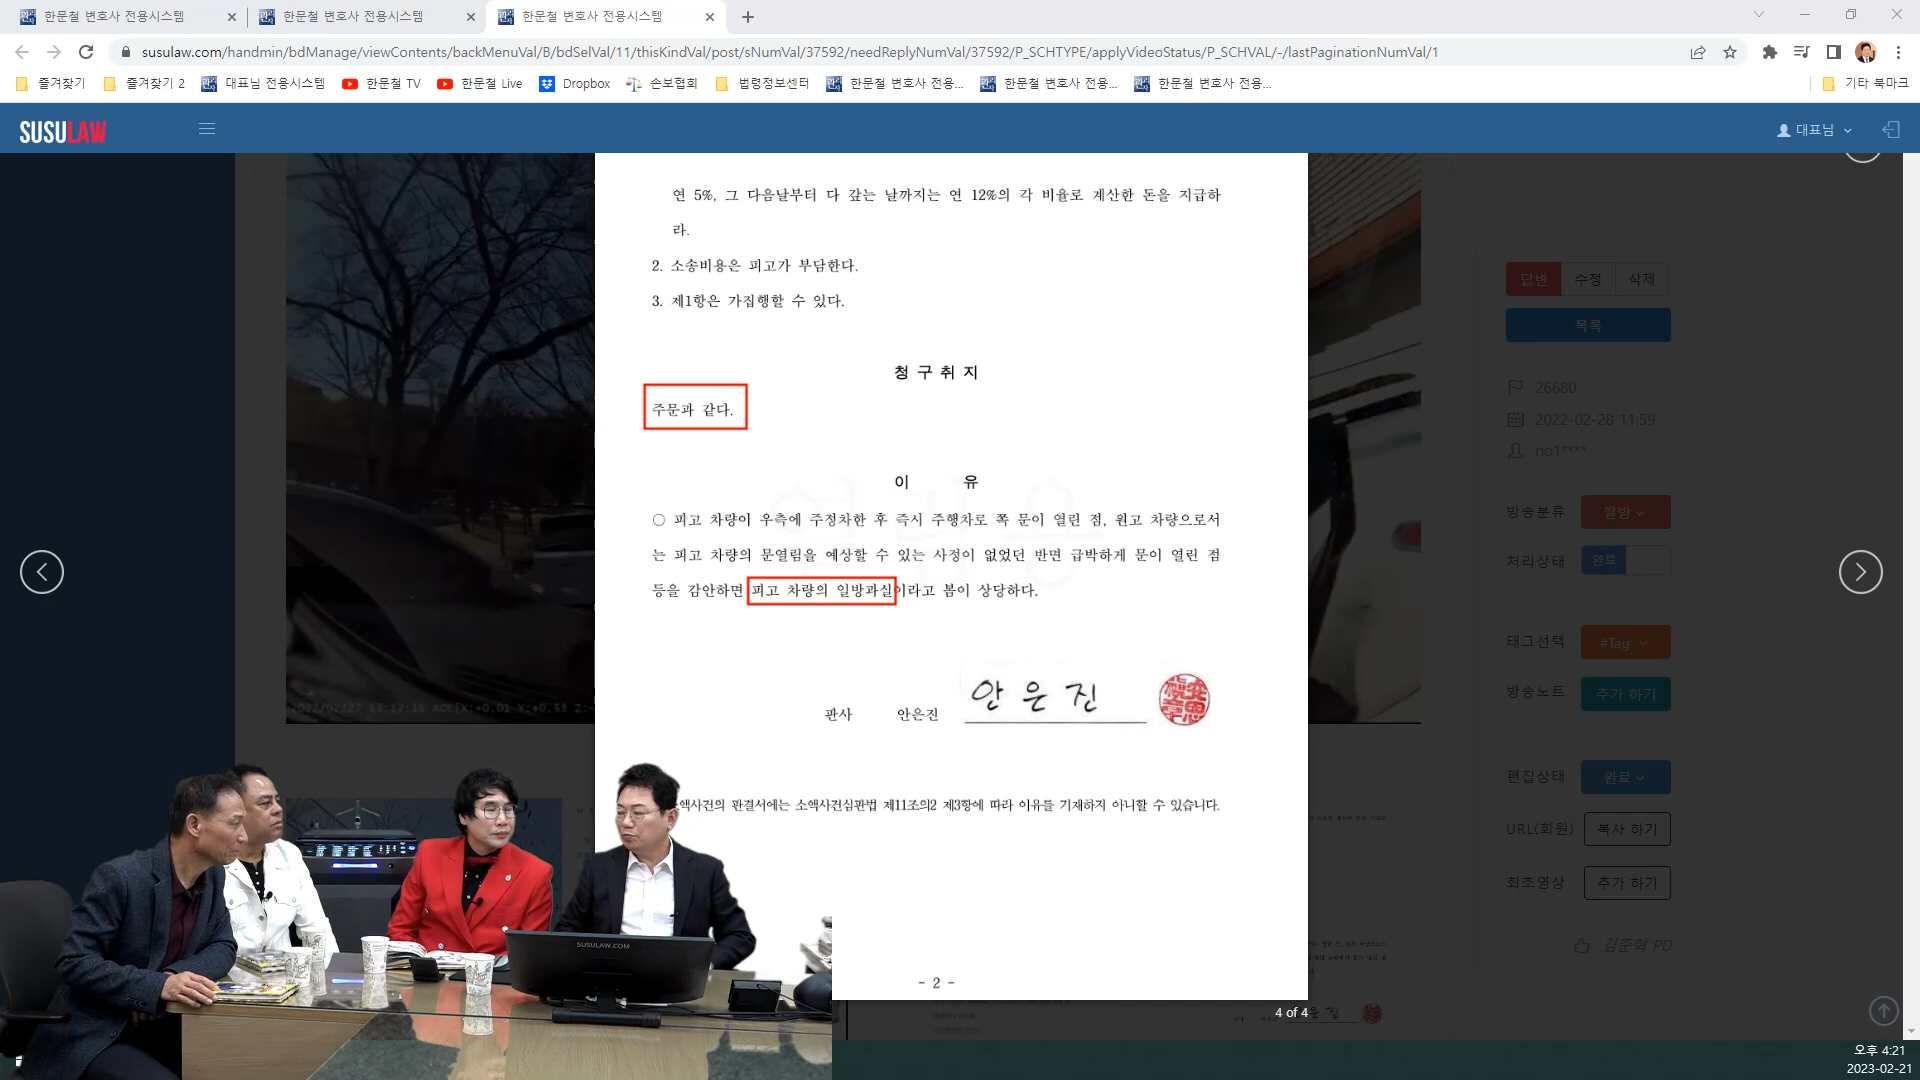 한문철 변호사 전용시스템
한문철 변호사 전용시스템
한문철 변호사 전용시스템
susulaw.com/handmin/bdManage/viewContents/backMenuVal/B/bdSelVal/11/thisKindVal/post/sNumVal/37592/needReplyNumVal/37592/P_SCHTYPE/applyVideoStatus/P_SCHVAL/-/lastPaginationNumVal/1
즐겨찾기
즐겨찾기 2
대표님 전용시스템
한문철 TV
한문철 Live
Dropbox
손보협회
법령정보센터
한문철 변호사 전용...
한문철 변호사 전용...
한문철 변호사 전용...
기타 북마크
SUSULAW
대표님
연 5%, 그 다음날부터 다 갚는 날까지는 연 12%의 각 비율로 계산한 돈을 지급하
라.
2. 소송비용은 피고가 부담한다.
3. 제1항은 가집행할 수 있다.
청 구 취 지
주문과 같다.
이 유
○ 피고 차량이 우측에 주정차한 후 즉시 주행차로 쪽 문이 열린 점, 원고 차량으로서
는 피고 차량의 문열림을 예상할 수 있는 사정이 없었던 반면 급박하게 문이 열린 점
등을 감안하면 피고 차량의 일방과실이라고 봄이 상당하다.
판사 안은진
안 은 진
액사건의 판결서에는 소액사건심판법 제11조의2 제3항에 따라 이유를 기재하지 아니할 수 있습니다.
- 2 -
4 of 4
답변
수정
삭제
목록
26680
2022-02-28 11:59
no1****
방송분류
깔반
처리상태
완료
태그선택
#Tag
방송노트
추가 하기
편집상태
완료
URL(회원)
복사 하기
최초영상
추가 하기
김준혁 PD
SUSULAW.COM
오후 4:21
2023-02-21